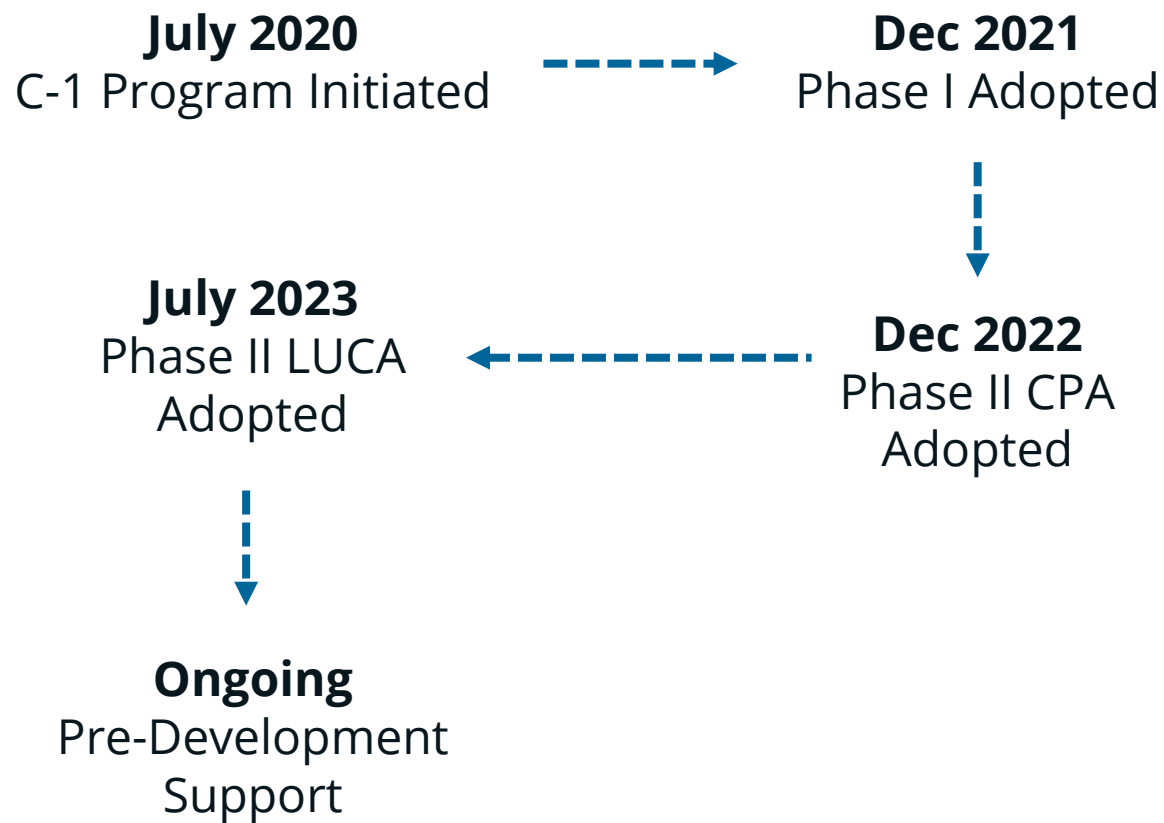 July 2020
C-1 Program Initiated
Dec 2021
Phase I Adopted
Dec 2022
Phase II CPA
Adopted
July 2023
Phase II LUCA
Adopted
Ongoing
Pre-Development
Support